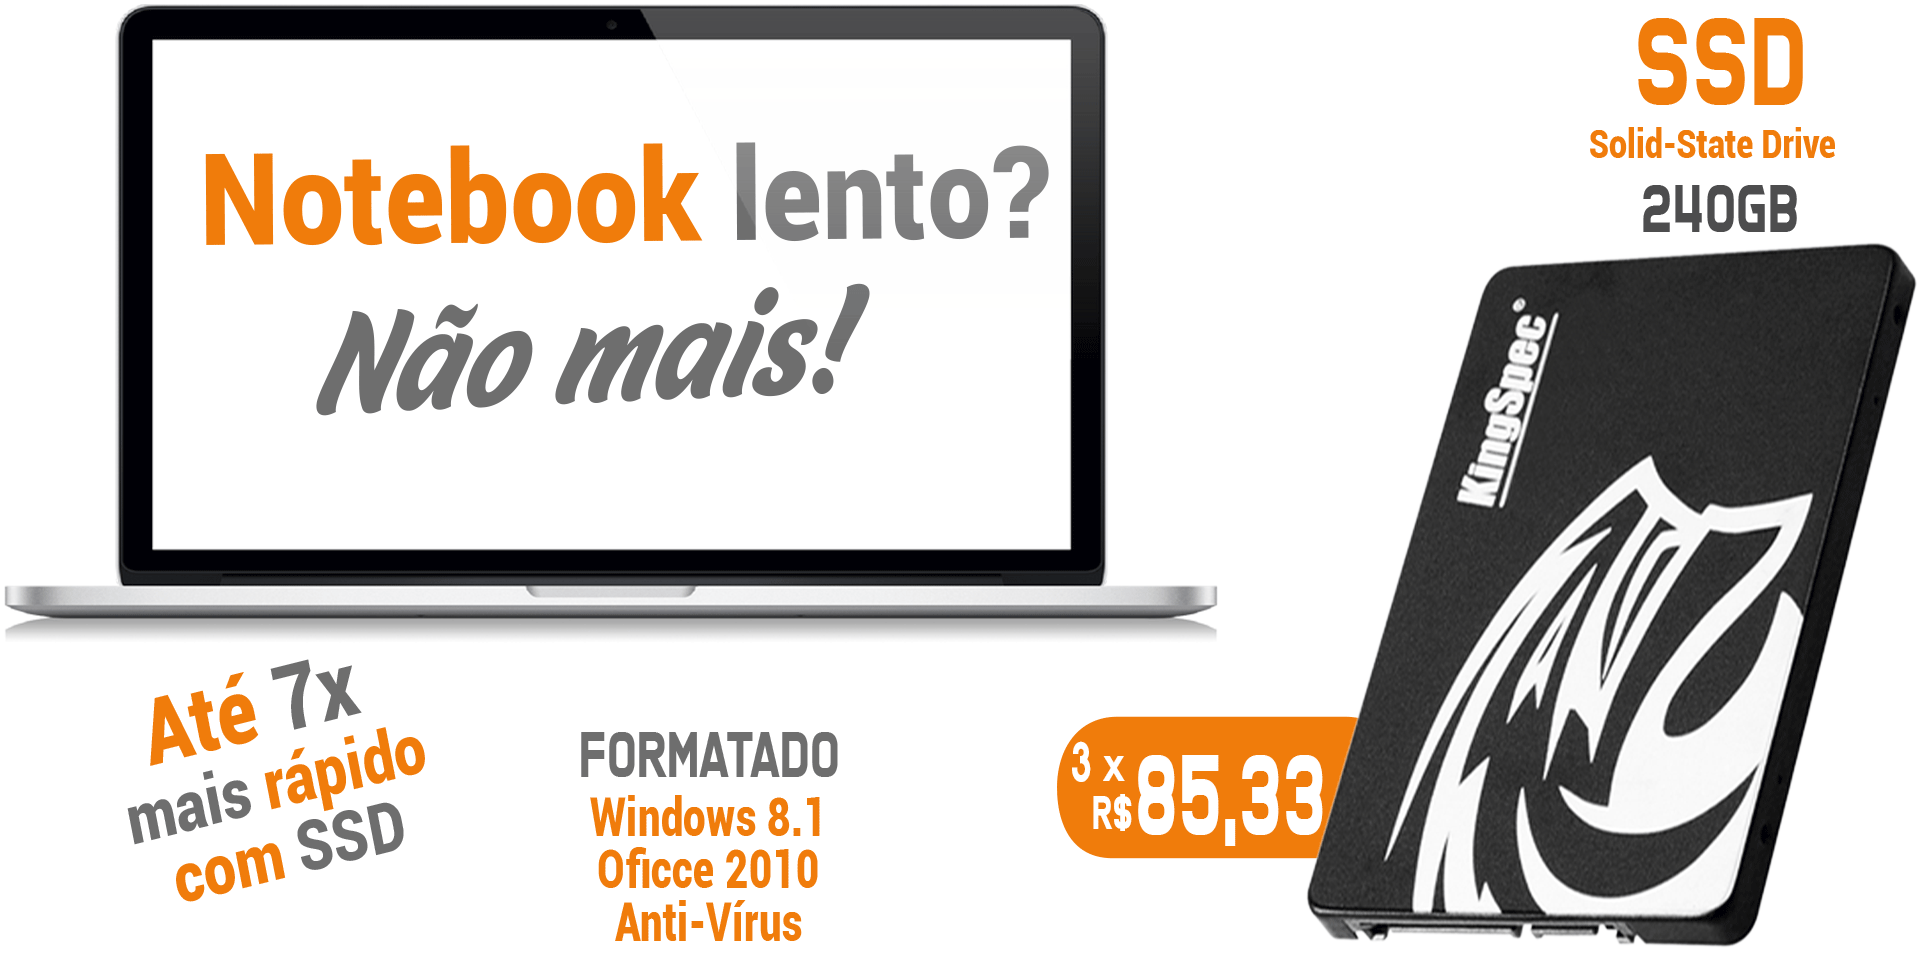 Notebook lento?
Não mais!
SSD
Solid-State Drive
240GB
KingSpec®
Até 7x
mais rápido
com SSD
FORMATADO
Windows 8.1
Oficce 2010
Anti-Vírus
3 x
R$85,33